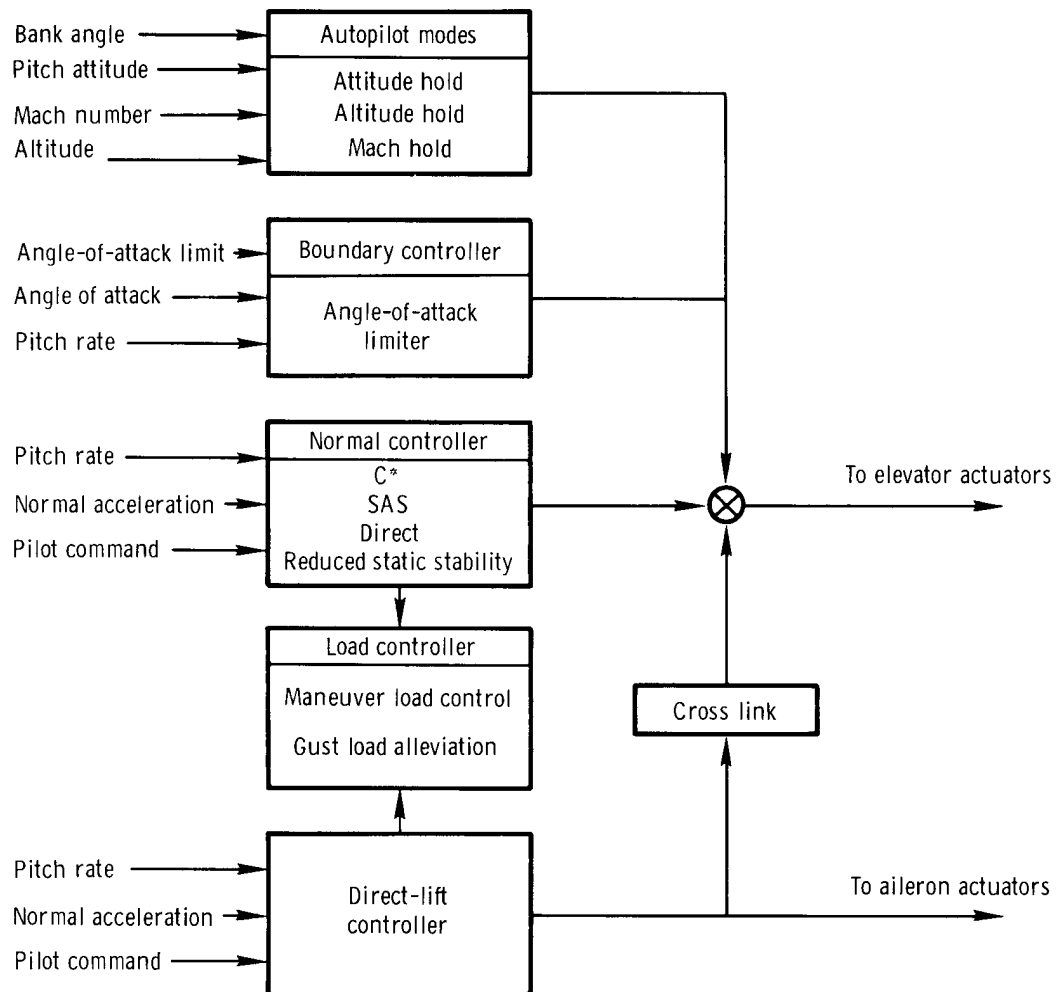 Bank angle
Pitch attitude
Mach number
Altitude
Autopilot modes
Attitude hold
Altitude hold
Mach hold
Angle-of-attack limit
Angle of attack
Pitch rate
Boundary controller
Angle-of-attack
limiter
Pitch rate
Normal acceleration
Pilot command
Normal controller
C*
SAS
Direct
Reduced static stability
To elevator actuators
Load controller
Maneuver load control
Gust load alleviation
Cross link
Pitch rate
Normal acceleration
Pilot command
Direct-lift
controller
To aileron actuators